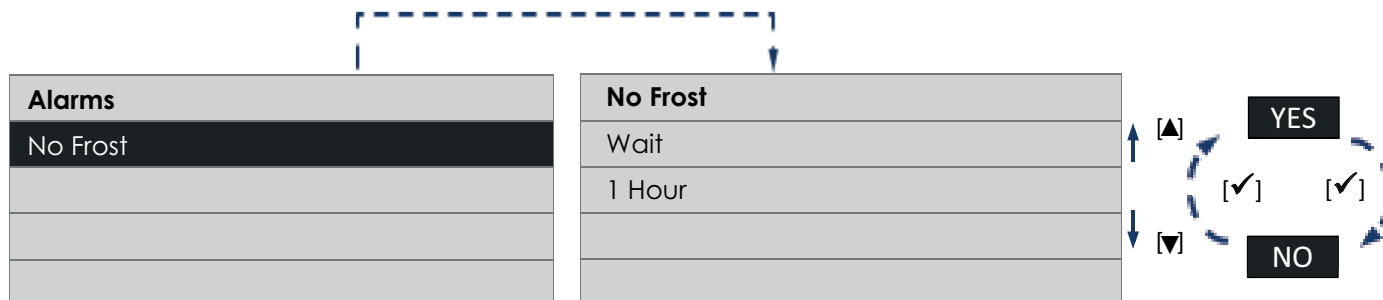 Alarms
No Frost
No Frost
Wait
1 Hour
[▲]
[▼]
YES
[✓] [✓]
NO